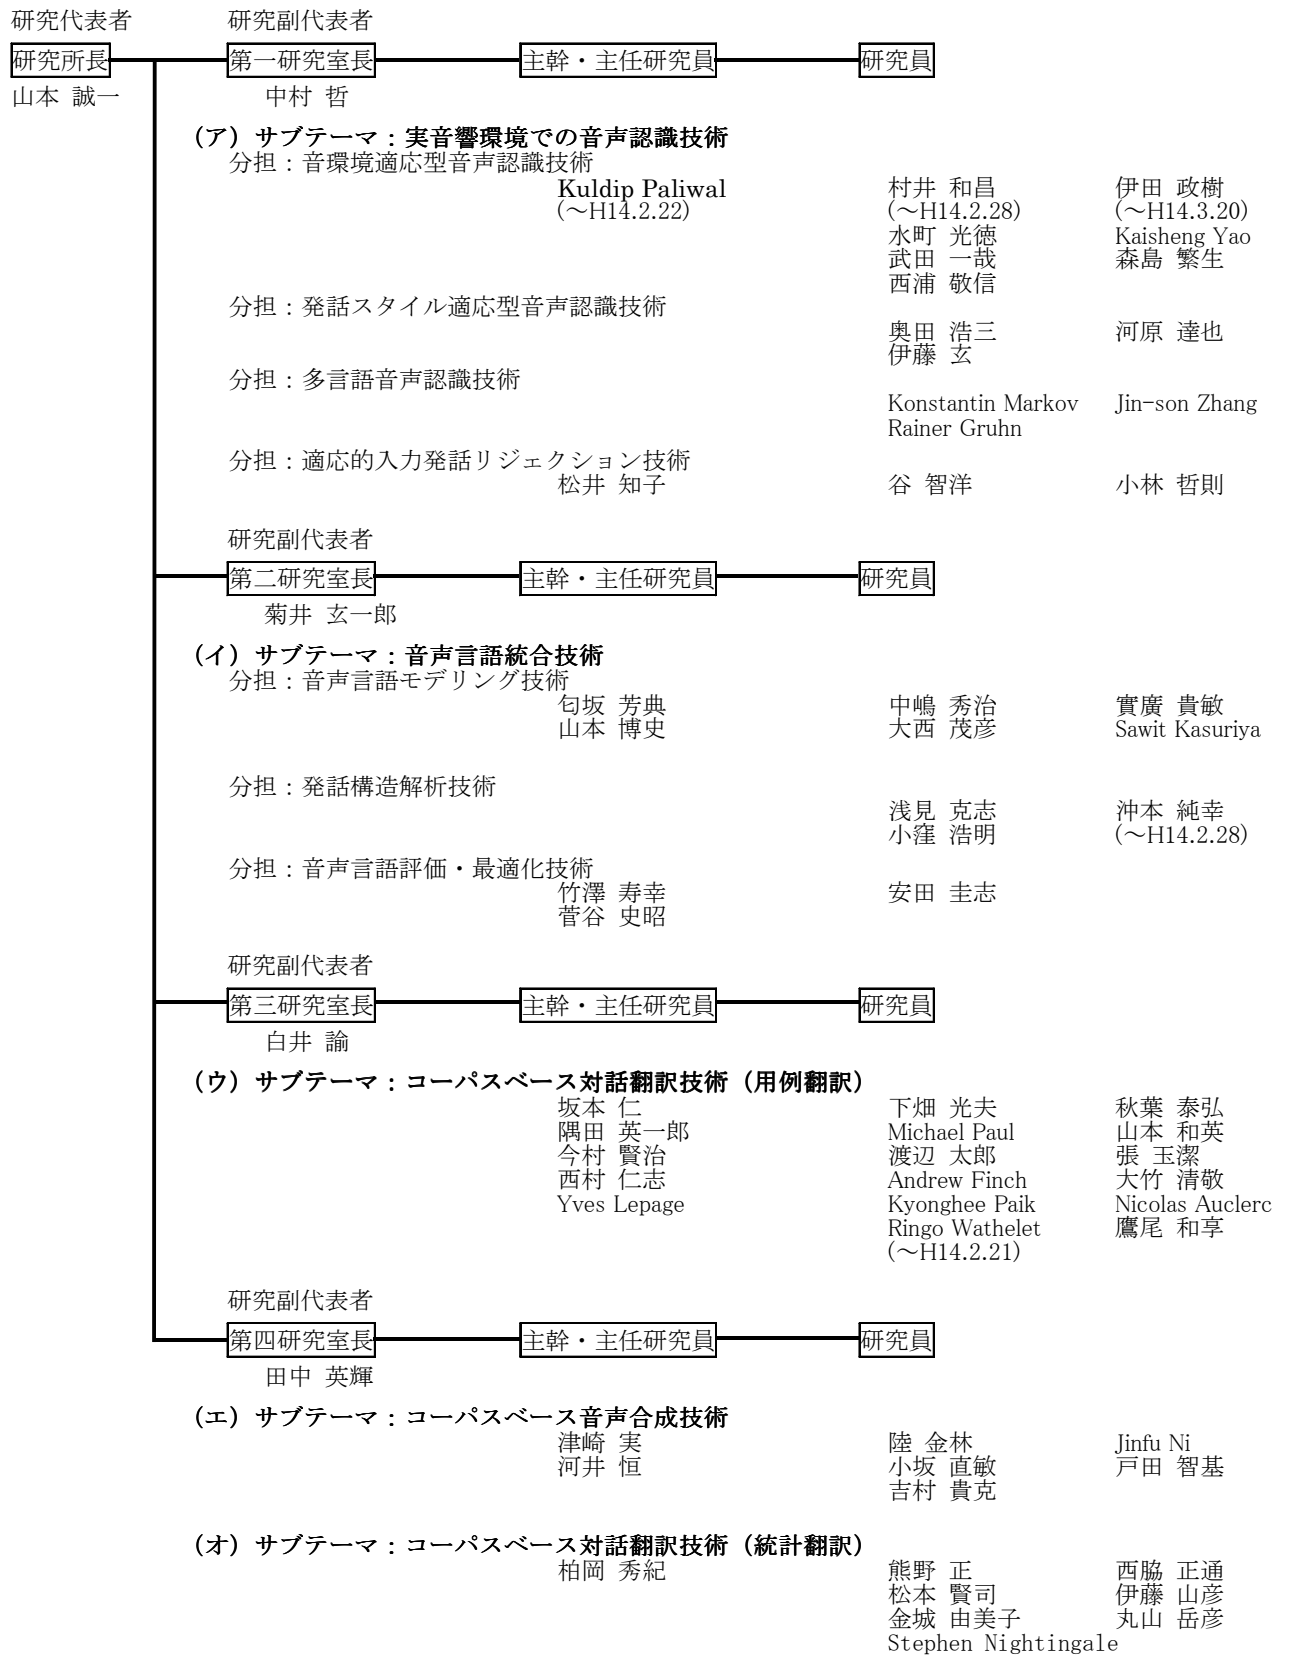 研究代表者 研究副代表者
研究所長 第一研究室長 主幹・主任研究員 研究員
山本 誠一 中村 哲
（ア）サブテーマ：実音響環境での音声認識技術
分担：音環境適応型音声認識技術
Kuldip Paliwal 村井 和昌 伊田 政樹
(～H14.2.22) (～H14.2.28) (～H14.3.20)
水町 光徳 Kaisheng Yao
武田 一哉 森島 繁生
西浦 敬信
分担：発話スタイル適応型音声認識技術
奥田 浩三 河原 達也
伊藤 玄
分担：多言語音声認識技術
Konstantin Markov Jin-son Zhang
Rainer Gruhn
分担：適応的入力発話リジェクション技術
松井 知子 谷 智洋 小林 哲則
研究副代表者
第二研究室長 主幹・主任研究員 研究員
菊井 玄一郎
（イ）サブテーマ：音声言語統合技術
分担：音声言語モデリング技術
匂坂 芳典 中嶋 秀治 實廣 貴敏
山本 博史 大西 茂彦 Sawit Kasuriya
分担：発話構造解析技術
浅見 克志 沖本 純幸
小窪 浩明 (～H14.2.28)
分担：音声言語評価・最適化技術
竹澤 寿幸 安田 圭志
菅谷 史昭
研究副代表者
第三研究室長 主幹・主任研究員 研究員
白井 諭
（ウ）サブテーマ：コーパスベース対話翻訳技術（用例翻訳）
坂本 仁 下畑 光夫 秋葉 泰弘
隅田 英一郎 Michael Paul 山本 和英
今村 賢治 渡辺 太郎 張 玉潔
西村 仁志 Andrew Finch 大竹 清敬
Yves Lepage Kyonghee Paik Nicolas Auclerc
Ringo Wathelet 鷹尾 和享
(～H14.2.21)
研究副代表者
第四研究室長 主幹・主任研究員 研究員
田中 英輝
（エ）サブテーマ：コーパスベース音声合成技術
津崎 実 陸 金林 Jinfu Ni
河井 恒 小坂 直敏 戸田 智基
吉村 貴克
（オ）サブテーマ：コーパスベース対話翻訳技術（統計翻訳）
柏岡 秀紀 熊野 正 西脇 正通
松本 賢司 伊藤 山彦
金城 由美子 丸山 岳彦
Stephen Nightingale